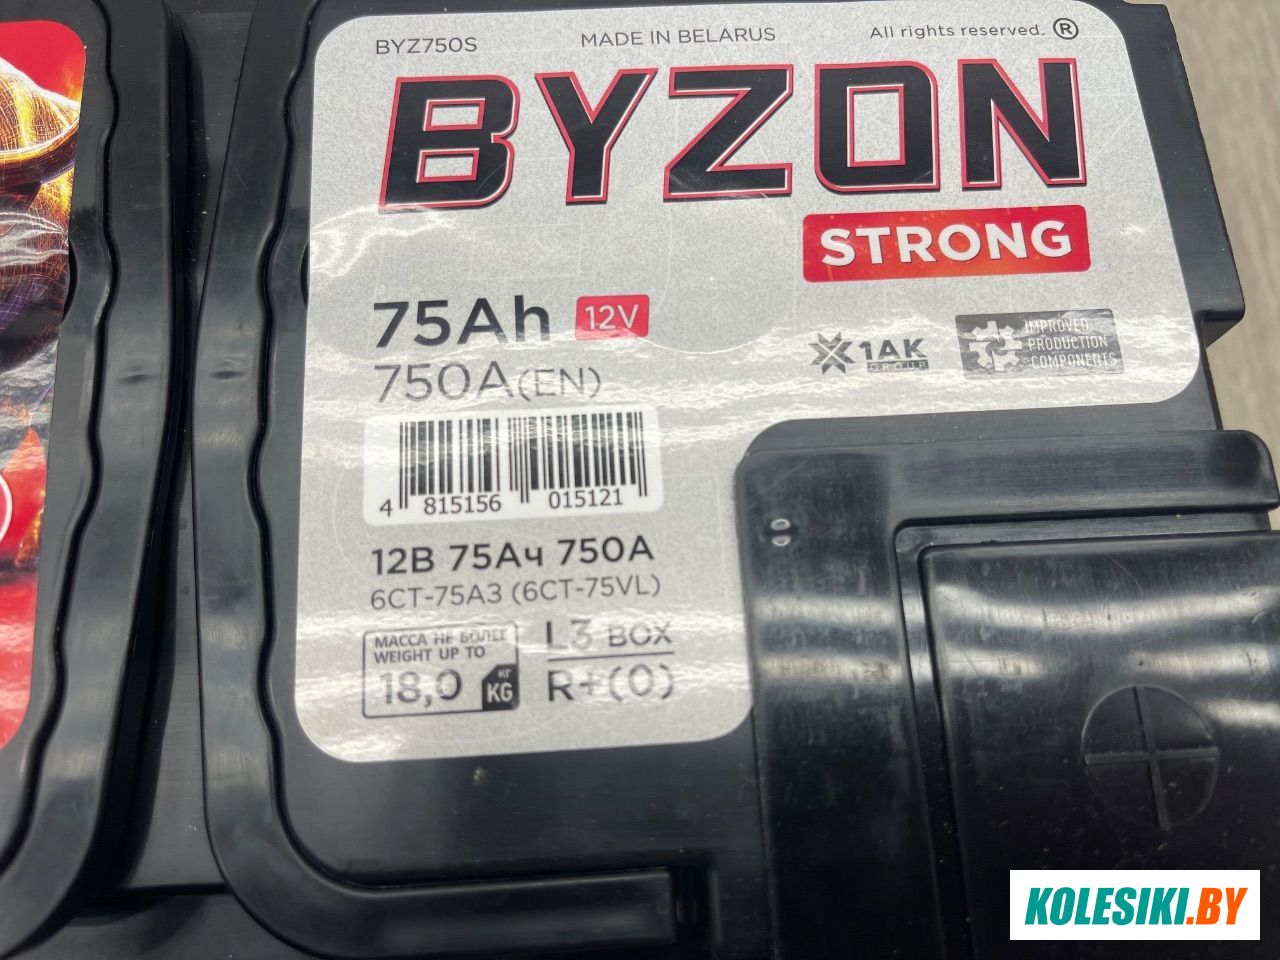 BYZ750S
MADE IN BELARUS
All rights reserved. ®
BYZON
STRONG
75Ah 12V
750A(EN)
1AK
GROUP
IMPROVED
PRODUCTION
COMPONENTS
4 815156 015121
12В 75Ач 750А
6СТ-75АЗ (6СТ-75VL)
МАССА НЕ БОЛЕЕ
WEIGHT UP TO
18,0 КГ KG
L3 BOX
R+(0)
KOLESIKI.BY